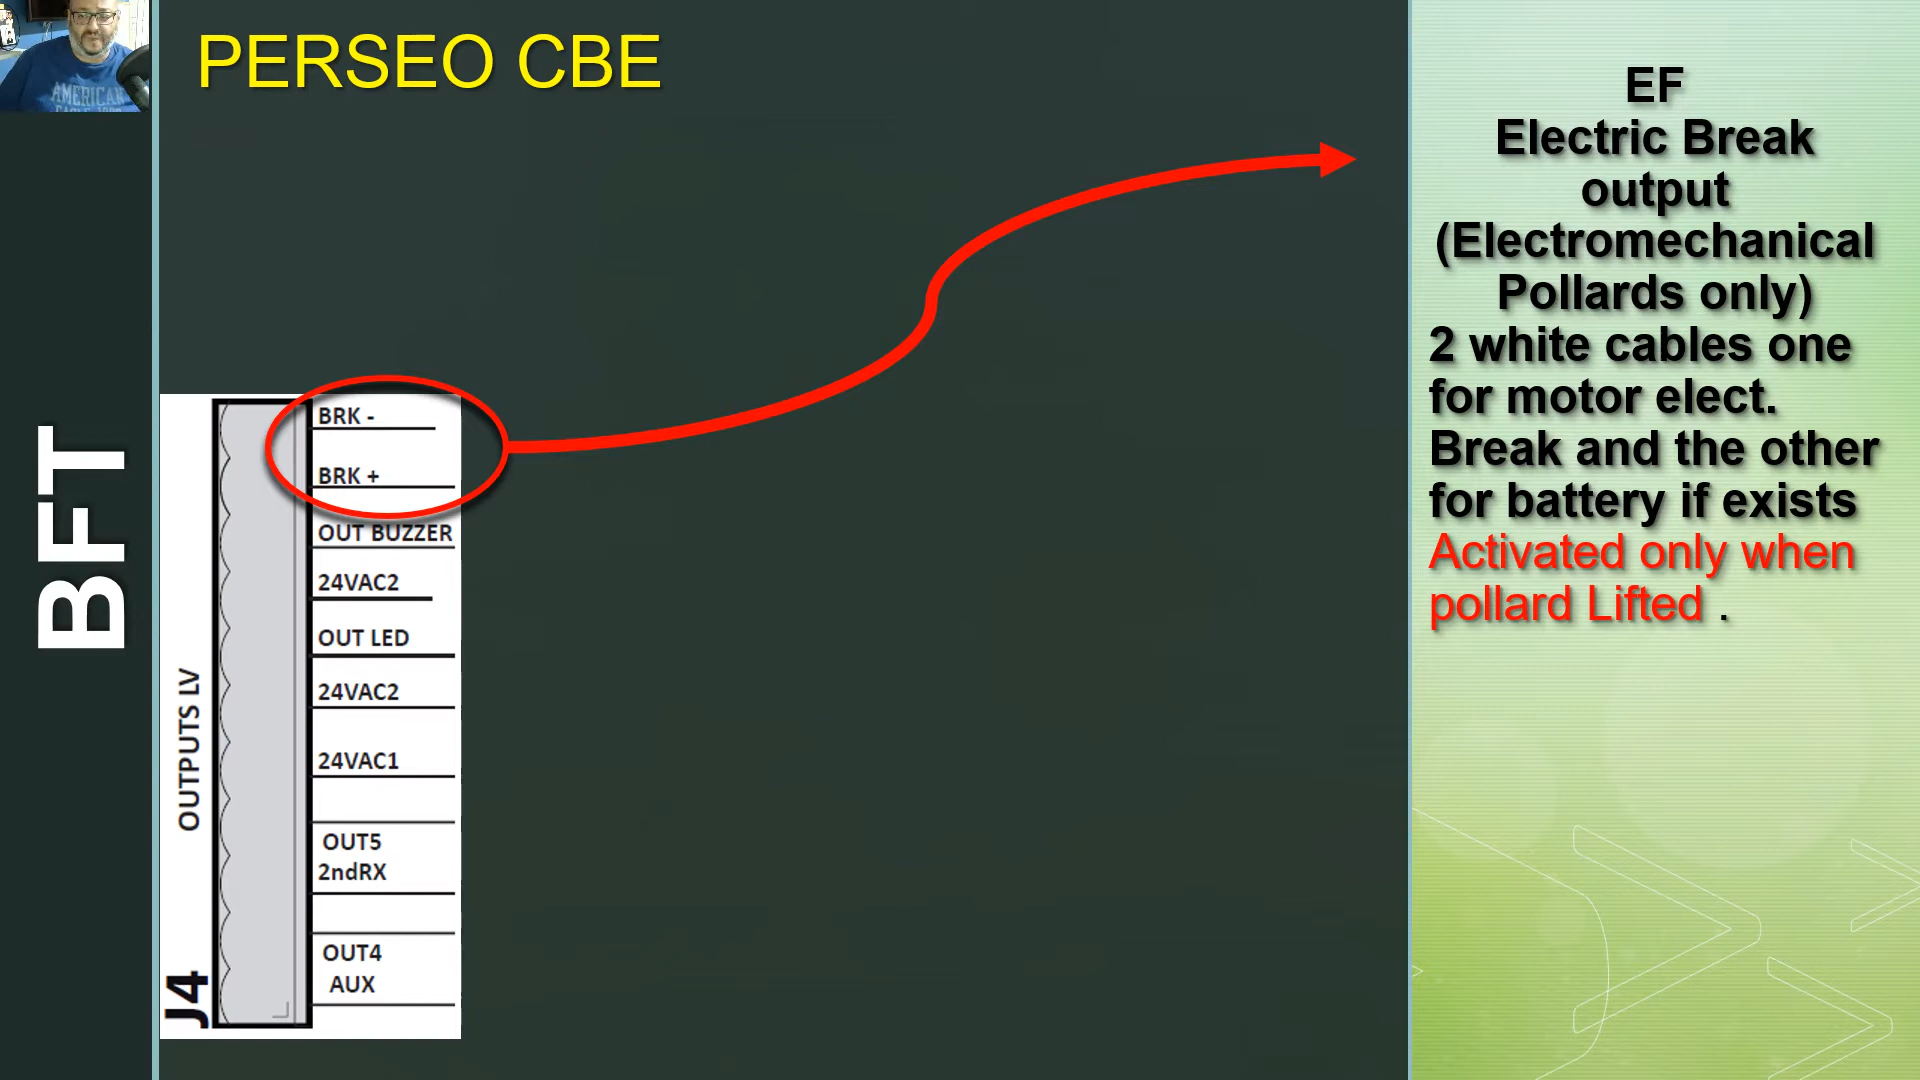 AMERICAN
PERSEO CBE
BFT
EF
Electric Break
output
(Electromechanical
Pollards only)
2 white cables one
for motor elect.
Break and the other
for battery if exists
Activated only when
pollard Lifted .
J4
OUTPUTS LV
BRK -
BRK +
OUT BUZZER
24VAC2
OUT LED
24VAC2
24VAC1
OUT5
2ndRX
OUT4
AUX